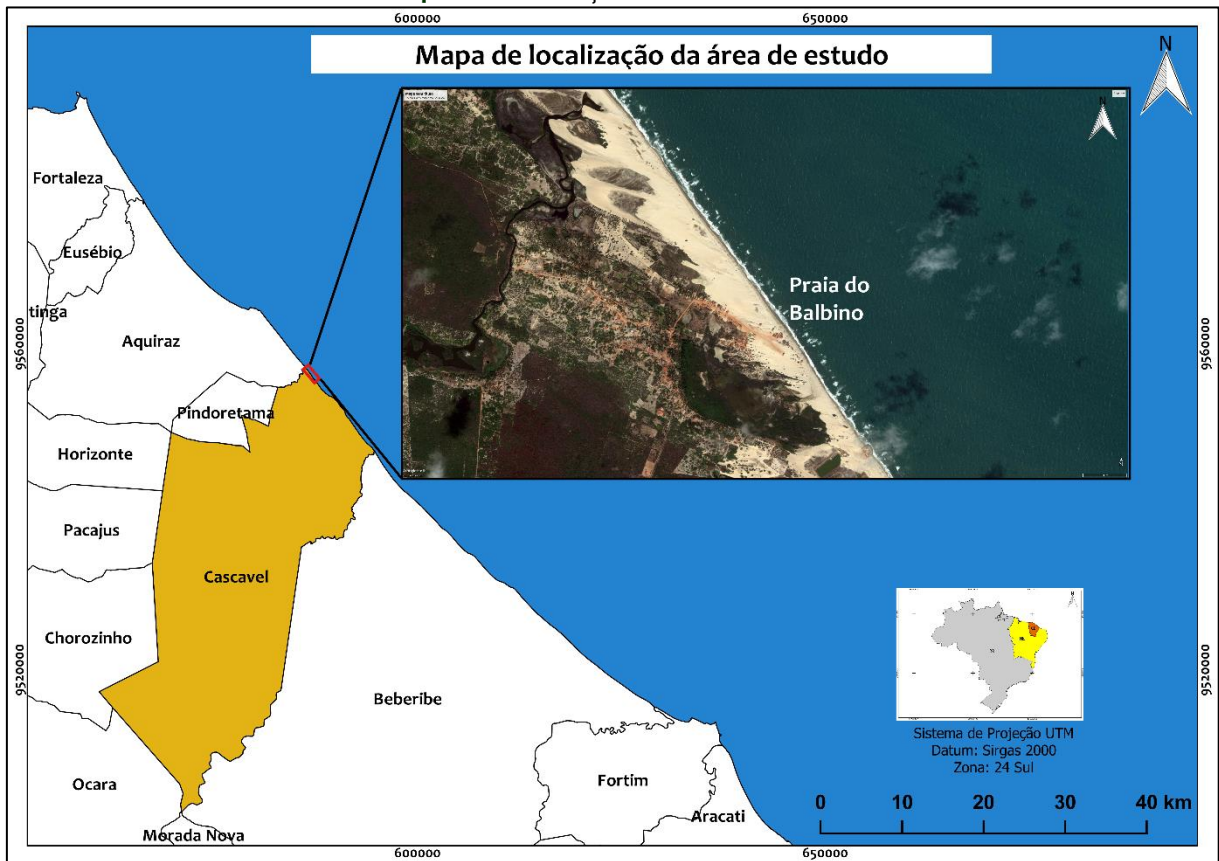 600000
650000
Mapa de localização da área de estudo
N
N
Fortaleza
Eusébio
tinga
Aquiraz
Praia do
Balbino
9560000
9560000
Pindoretama
Horizonte
Pacajus
Cascavel
Chorozinho
Beberibe
9520000
9520000
Sistema de Projeção UTM
Datum: Sirgas 2000
Zona: 24 Sul
Ocara
Fortim
Aracati
Morada Nova
0 10 20 30 40 km
600000
650000